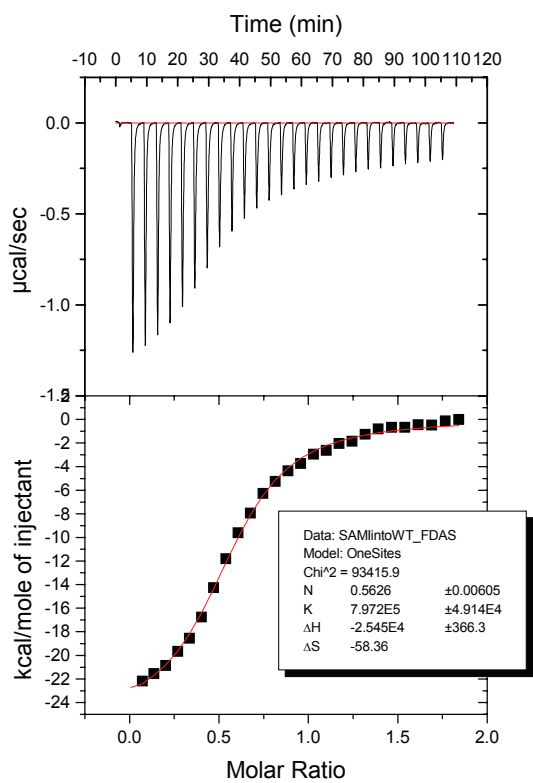 Time (min)
-10 0 10 20 30 40 50 60 70 80 90 100 110 120
0.0
-0.5
-1.0
-1.5
µcal/sec
2
0
-2
-4
-6
-8
-10
-12
-14
-16
-18
-20
-22
-24
kcal/mole of injectant
Data: SAMIintoWT_FDAS
Model: OneSites
Chi^2 = 93415.9
N 0.5626 ±0.00605
K 7.972E5 ±4.914E4
ΔH -2.545E4 ±366.3
ΔS -58.36
0.0 0.5 1.0 1.5 2.0
Molar Ratio